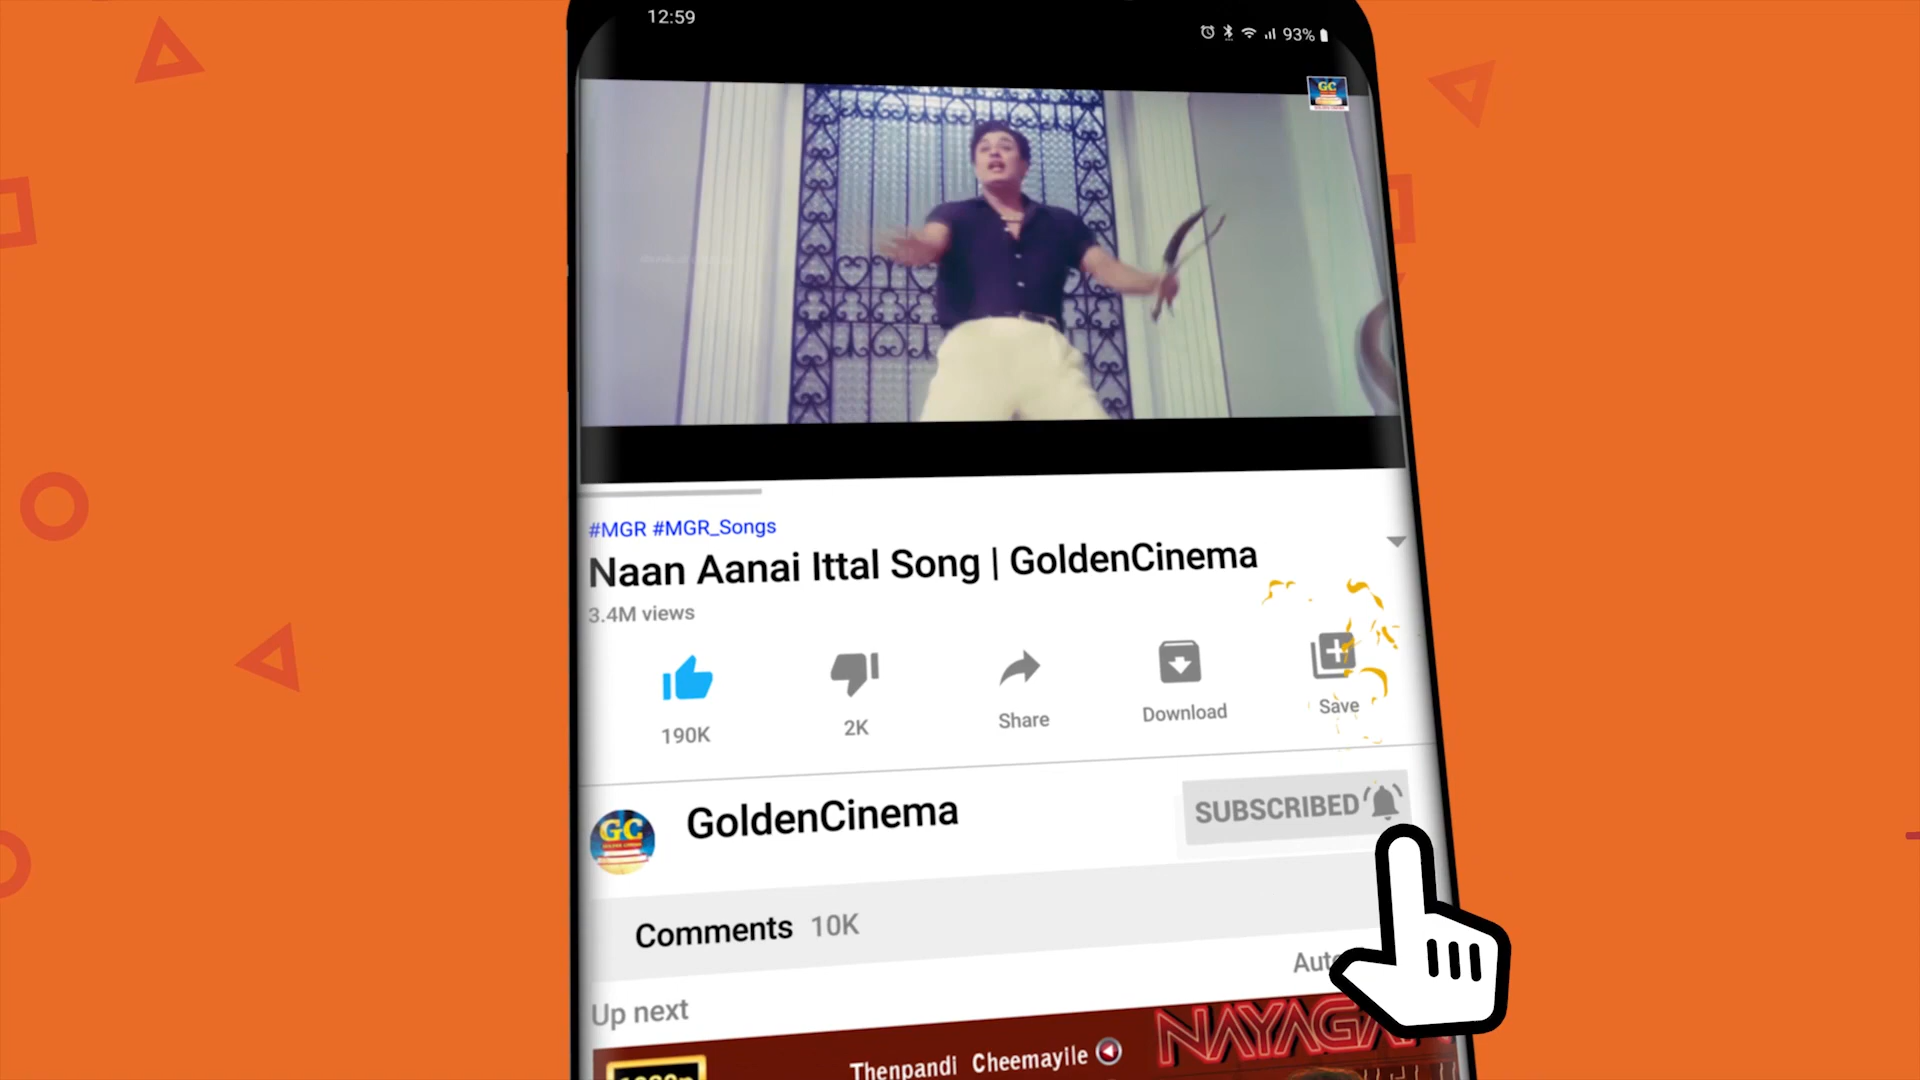 12:59
93%
GC
#MGR #MGR_Songs
Naan Aanai Ittal Song | GoldenCinema
3.4M views
190K
2K
Share
Download
Save
GC
GoldenCinema
SUBSCRIBED
Comments 10K
Up next
Thenpandi Cheemayile